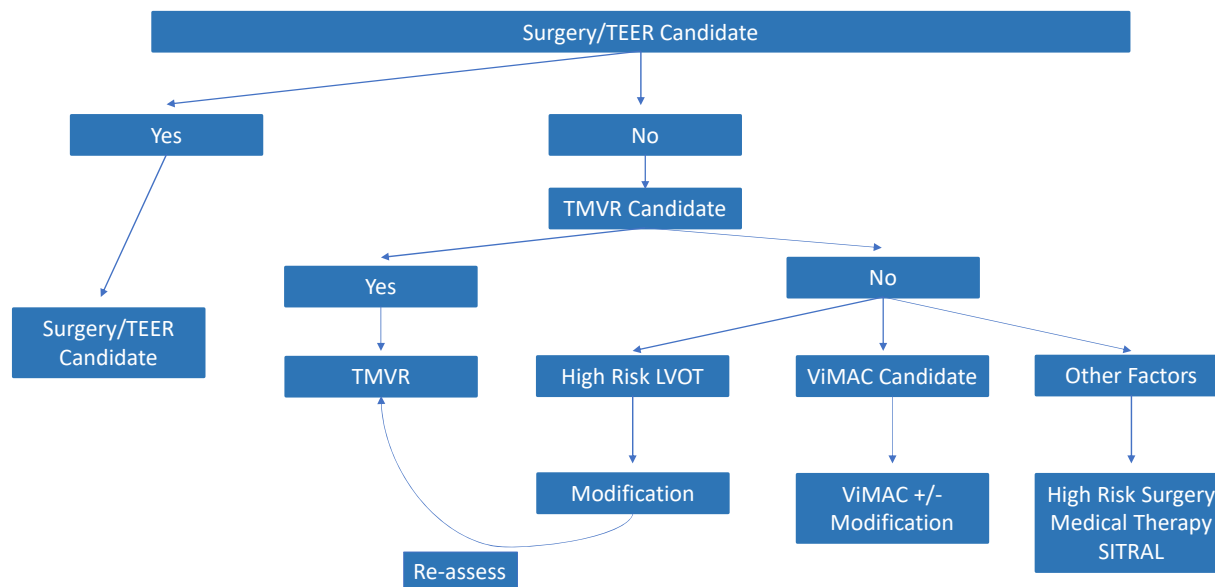 Surgery/TEER Candidate
Yes
No
TMVR Candidate
Yes
No
Surgery/TEER
Candidate
TMVR
High Risk LVOT
ViMAC Candidate
Other Factors
Modification
ViMAC +/-
Modification
High Risk Surgery
Medical Therapy
SITRAL
Re-assess